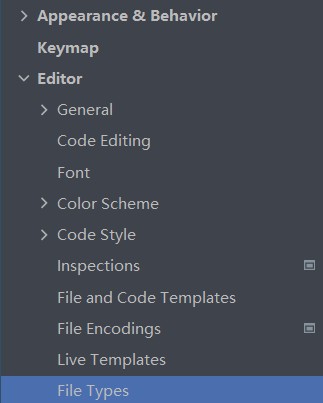 Appearance & Behavior
Keymap
Editor
General
Code Editing
Font
Color Scheme
Code Style
Inspections
File and Code Templates
File Encodings
Live Templates
File Types